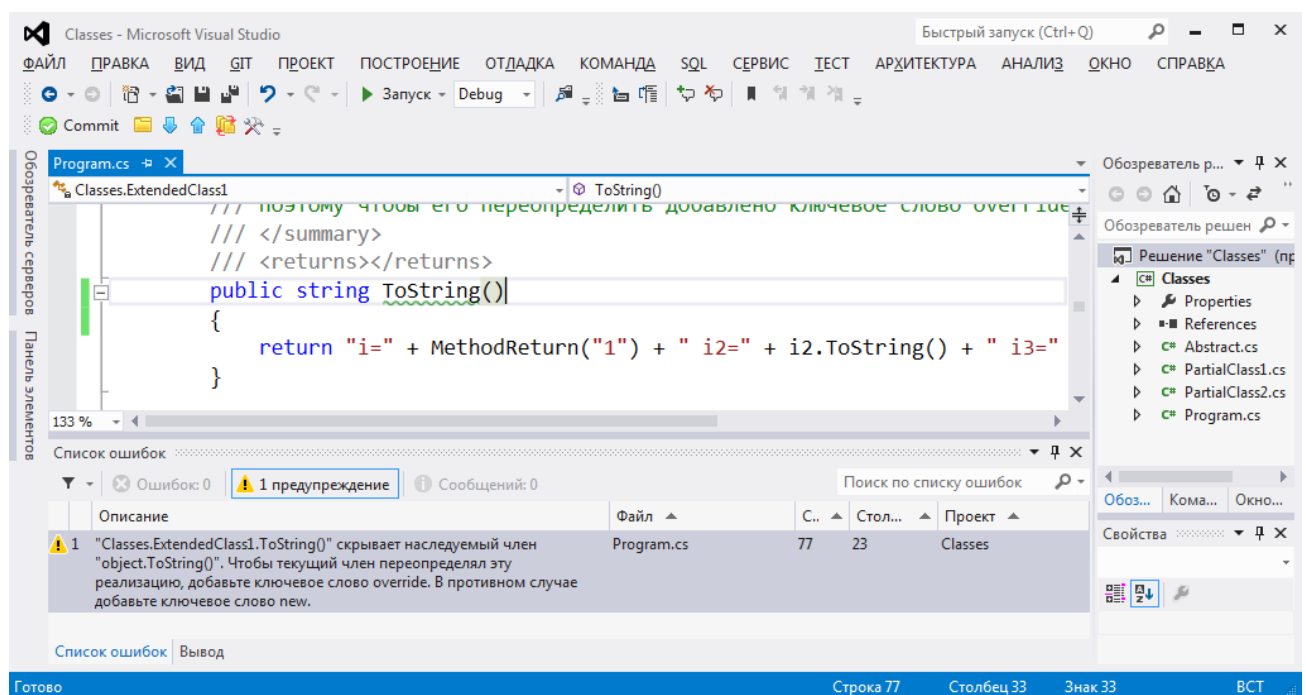 Classes - Microsoft Visual Studio
Быстрый запуск (Ctrl+Q)
ФАЙЛ ПРАВКА ВИД GIT ПРОЕКТ ПОСТРОЕНИЕ ОТЛАДКА КОМАНДА SQL СЕРВИС ТЕСТ АРХИТЕКТУРА АНАЛИЗ ОКНО СПРАВКА
Запуск Debug
Commit
Обозреватель серверов
Панель элементов
Program.cs
Classes.ExtendedClass1 ToString()
/// поэтому чтобы его переопределить добавлено ключевое слово override
/// </summary>
/// <returns></returns>
public string ToString()
{
return "i=" + MethodReturn("1") + " i2=" + i2.ToString() + " i3="
}
133 %
Список ошибок
Ошибок: 0 1 предупреждение Сообщений: 0 Поиск по списку ошибок
Описание Файл С.. Стол... Проект
1 "Classes.ExtendedClass1.ToString()" скрывает наследуемый член Program.cs 77 23 Classes
"object.ToString()". Чтобы текущий член переопределял эту
реализацию, добавьте ключевое слово override. В противном случае
добавьте ключевое слово new.
Список ошибок Вывод
Обозреватель р...
Обозреватель решен
Решение "Classes" (пр
C# Classes
Properties
References
C# Abstract.cs
C# PartialClass1.cs
C# PartialClass2.cs
C# Program.cs
Обоз... Кома... Окно...
Свойства
Готово Строка 77 Столбец 33 Знак 33 ВСТ